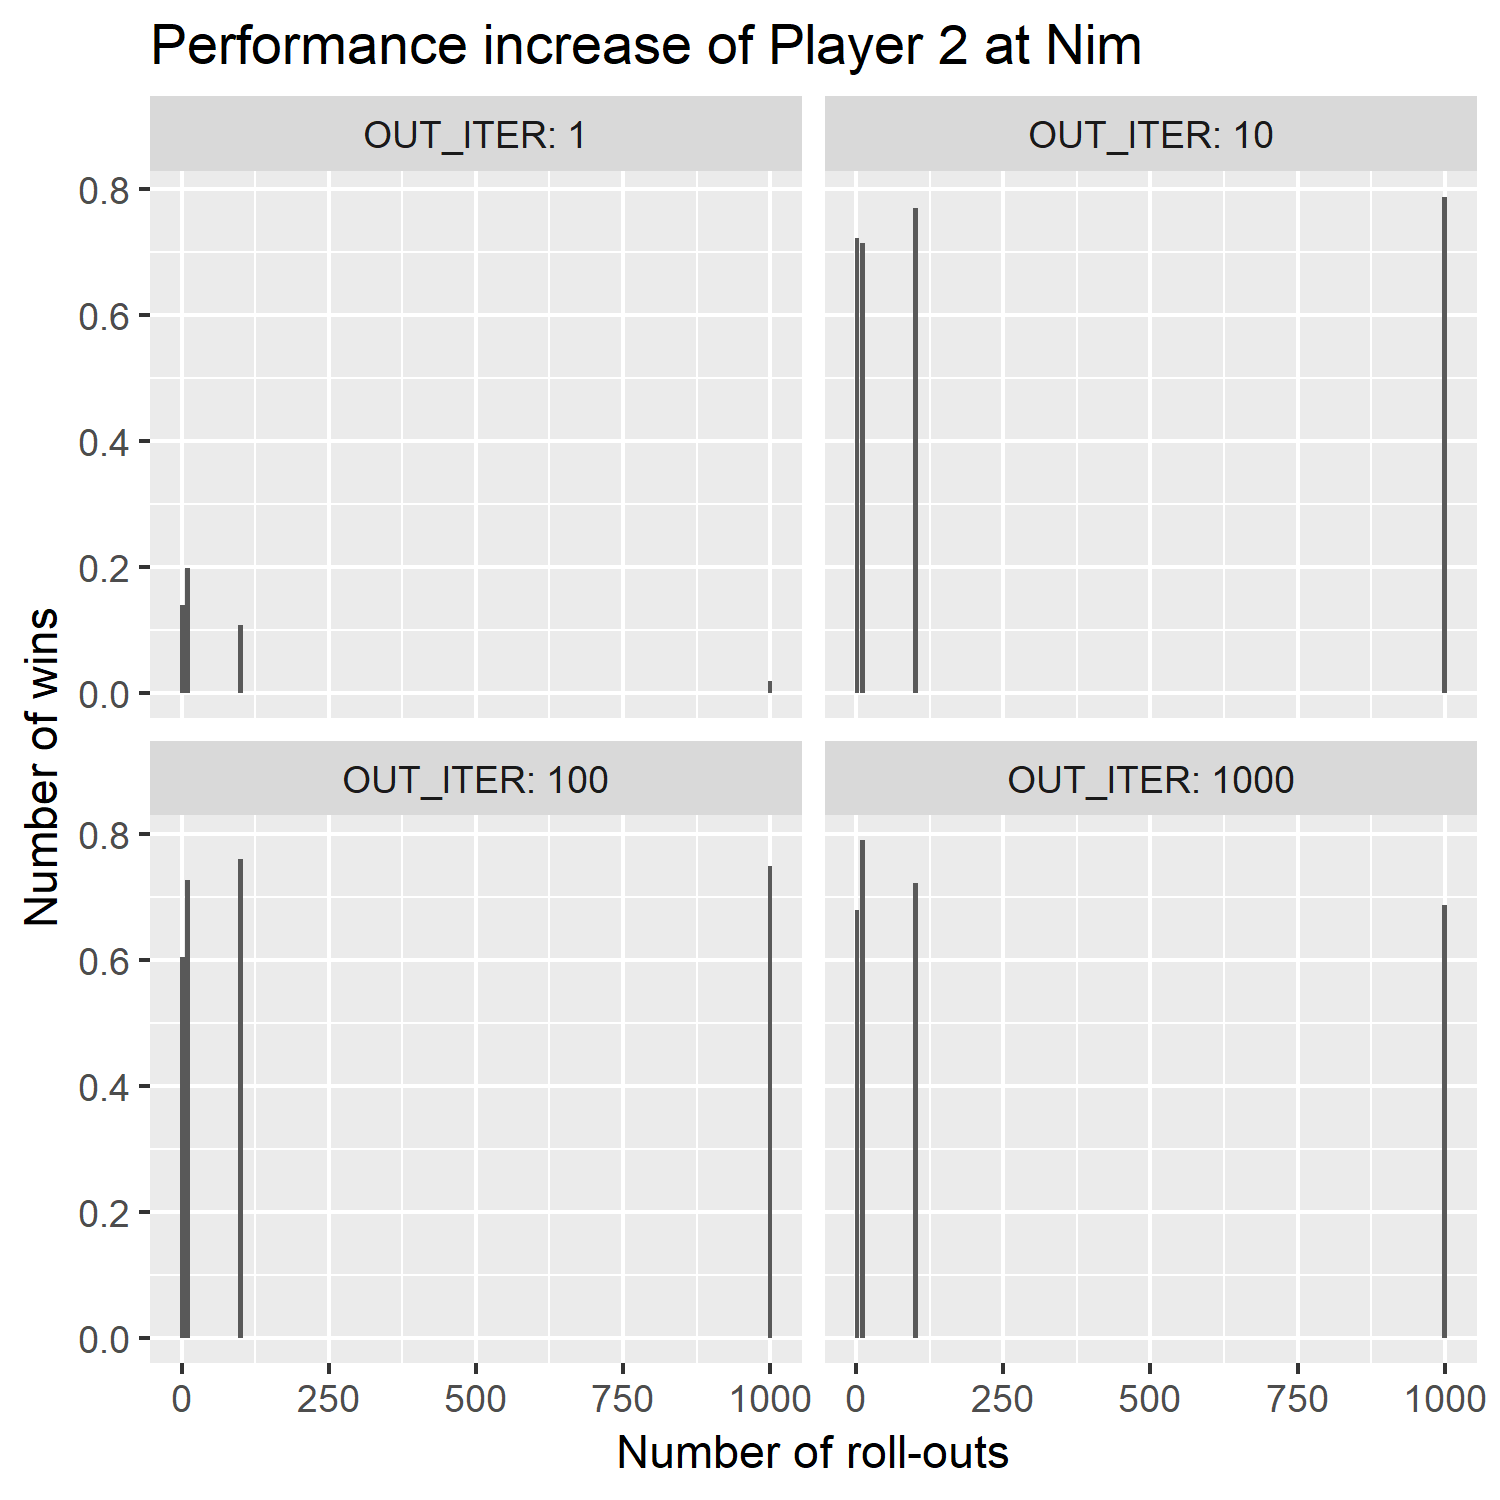 Performance increase of Player 2 at Nim
OUT_ITER: 1
OUT_ITER: 10
0.8
0.6
0.4
0.2
0.0
OUT_ITER: 100
OUT_ITER: 1000
0.8
0.6
0.4
0.2
0.0
0 250 500 750 1000
0 250 500 750 1000
Number of roll-outs
Number of wins